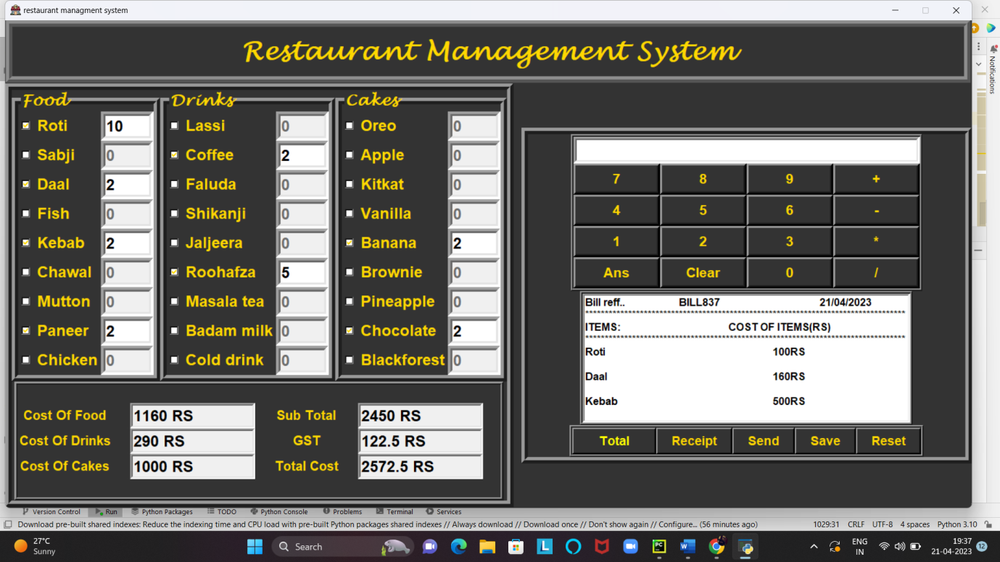 restaurant managment system
Restaurant Management System
Food
Roti 10
Sabji 0
Daal 2
Fish 0
Kebab 2
Chawal 0
Mutton 0
Paneer 2
Chicken 0
Drinks
Lassi 0
Coffee 2
Faluda 0
Shikanji 0
Jaljeera 0
Roohafza 5
Masala tea 0
Badam milk 0
Cold drink 0
Cakes
Oreo 0
Apple 0
Kitkat 0
Vanilla 0
Banana 2
Brownie 0
Pineapple 0
Chocolate 2
Blackforest 0
Cost Of Food 1160 RS
Cost Of Drinks 290 RS
Cost Of Cakes 1000 RS
Sub Total 2450 RS
GST 122.5 RS
Total Cost 2572.5 RS
7 8 9 +
4 5 6 -
1 2 3 *
Ans Clear 0 /
Bill reff.. BILL837 21/04/2023
ITEMS: COST OF ITEMS(RS)
Roti 100RS
Daal 160RS
Kebab 500RS
Total Receipt Send Save Reset
Notifications
Version Control Run Python Packages TODO Python Console Problems Terminal Services
Download pre-built shared indexes: Reduce the indexing time and CPU load with pre-built Python packages shared indexes // Always download // Download once // Don't show again // Configure... (56 minutes ago) 1029:31 CRLF UTF-8 4 spaces Python 3.10
27°C
Sunny
Search
L
PC
W
ENG
IN
19:37
21-04-2023
12